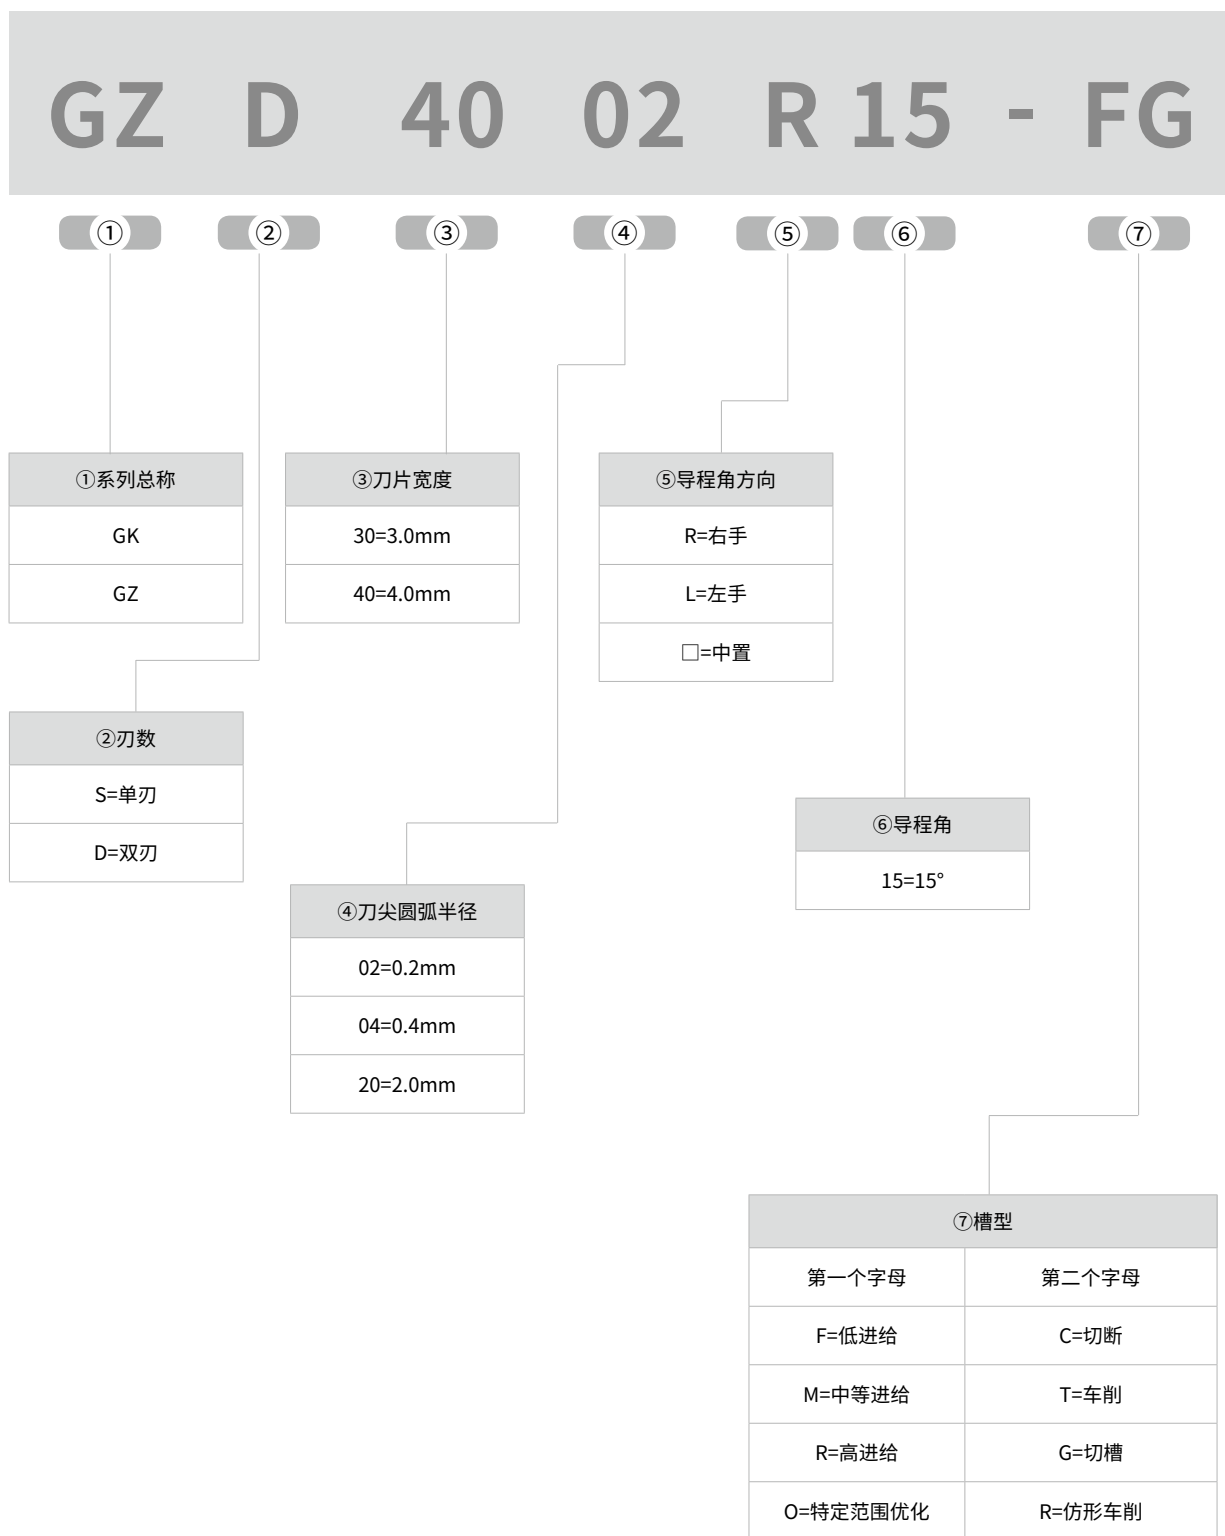 GZ D 40 02 R 15 - FG
① ② ③ ④ ⑤ ⑥ ⑦
①系列总称
GK
GZ
②刃数
S=单刃
D=双刃
③刀片宽度
30=3.0mm
40=4.0mm
④刀尖圆弧半径
02=0.2mm
04=0.4mm
20=2.0mm
⑤导程角方向
R=右手
L=左手
□=中置
⑥导程角
15=15°
⑦槽型
第一个字母 第二个字母
F=低进给 C=切断
M=中等进给 T=车削
R=高进给 G=切槽
O=特定范围优化 R=仿形车削